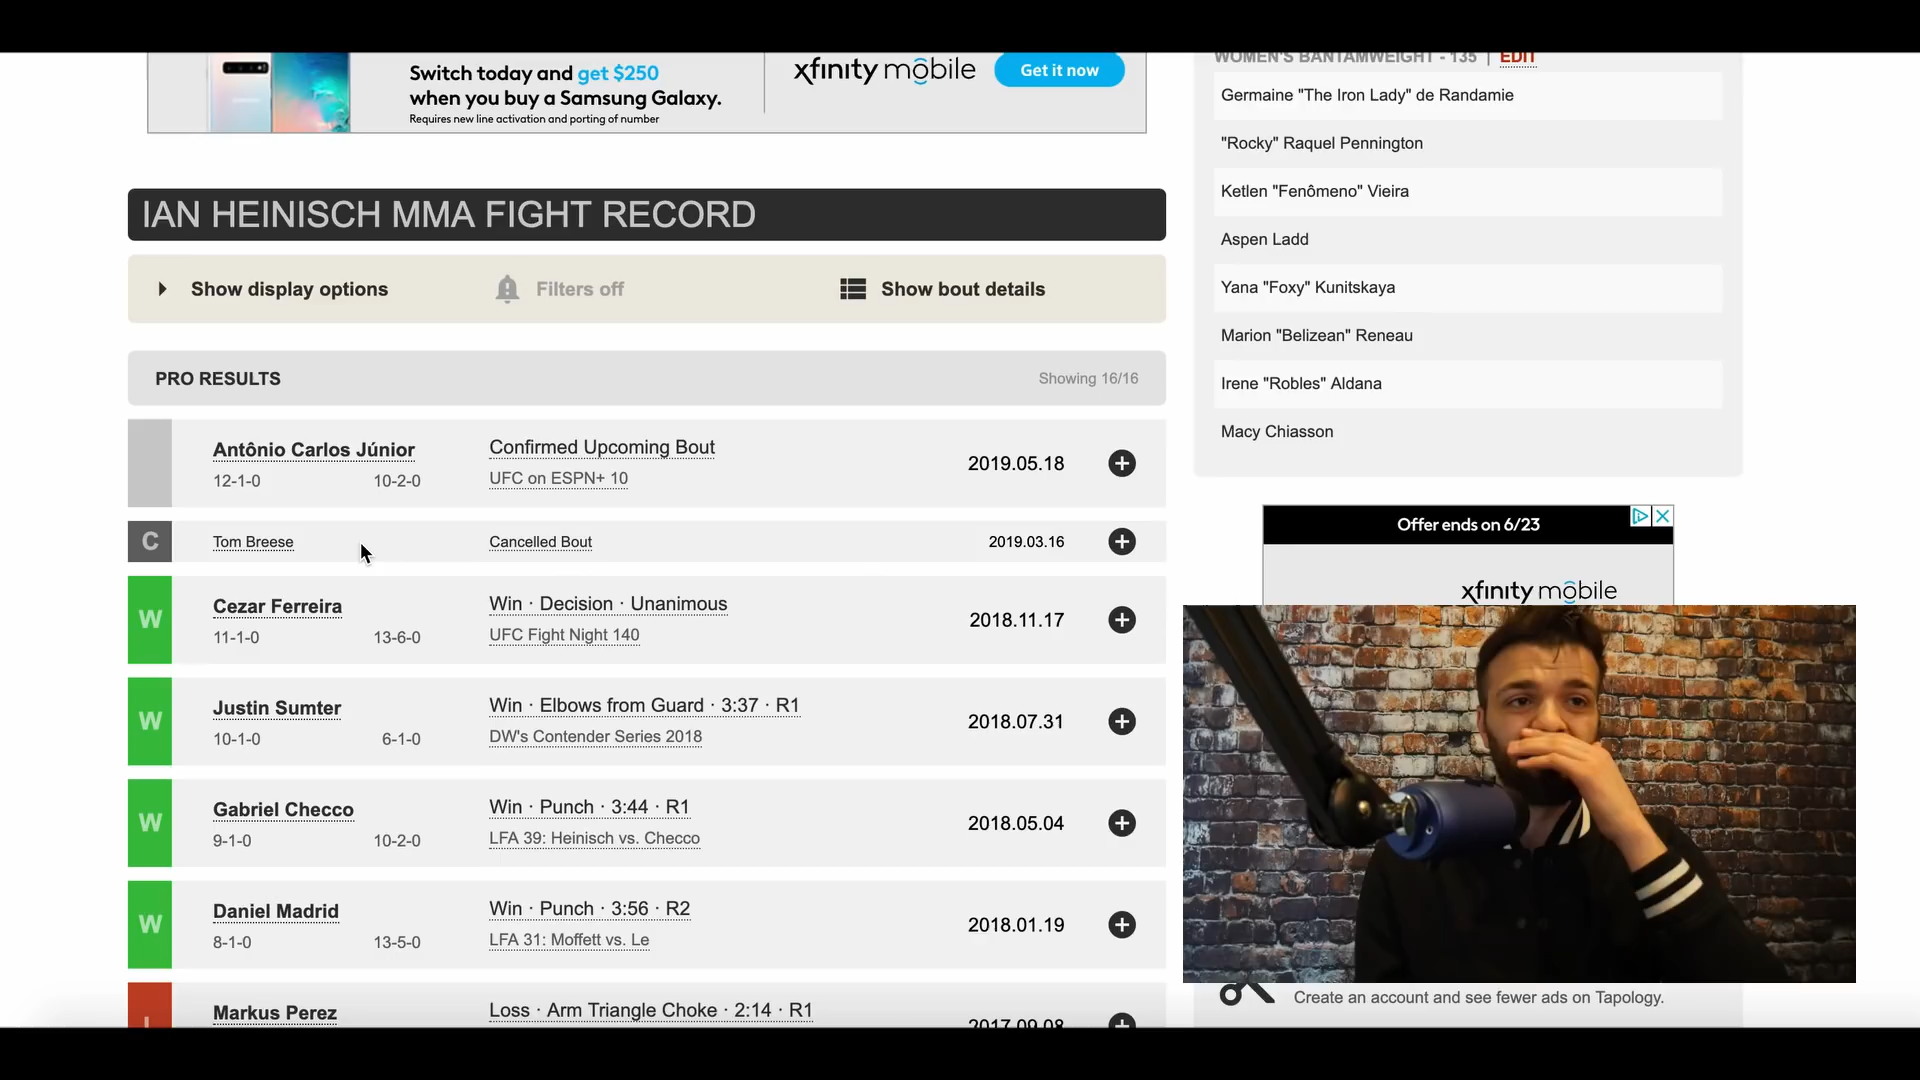 Switch today and get $250
when you buy a Samsung Galaxy.
Requires new line activation and porting of number
xfinity mobile
Get it now
WOMEN'S BANTAMWEIGHT - 135 | EDIT
Germaine "The Iron Lady" de Randamie
"Rocky" Raquel Pennington
Ketlen "Fenômeno" Vieira
Aspen Ladd
Yana "Foxy" Kunitskaya
Marion "Belizean" Reneau
Irene "Robles" Aldana
Macy Chiasson
IAN HEINISCH MMA FIGHT RECORD
Show display options
Filters off
Show bout details
PRO RESULTS
Showing 16/16
Antônio Carlos Júnior
Confirmed Upcoming Bout
2019.05.18
12-1-0
10-2-0
UFC on ESPN+ 10
C
Tom Breese
Cancelled Bout
2019.03.16
W
Cezar Ferreira
Win · Decision · Unanimous
2018.11.17
11-1-0
13-6-0
UFC Fight Night 140
W
Justin Sumter
Win · Elbows from Guard · 3:37 · R1
2018.07.31
10-1-0
6-1-0
DW's Contender Series 2018
W
Gabriel Checco
Win · Punch · 3:44 · R1
2018.05.04
9-1-0
10-2-0
LFA 39: Heinisch vs. Checco
W
Daniel Madrid
Win · Punch · 3:56 · R2
2018.01.19
8-1-0
13-5-0
LFA 31: Moffett vs. Le
L
Markus Perez
Loss · Arm Triangle Choke · 2:14 · R1
2017.09.08
Offer ends on 6/23
xfinity mobile
Create an account and see fewer ads on Tapology.